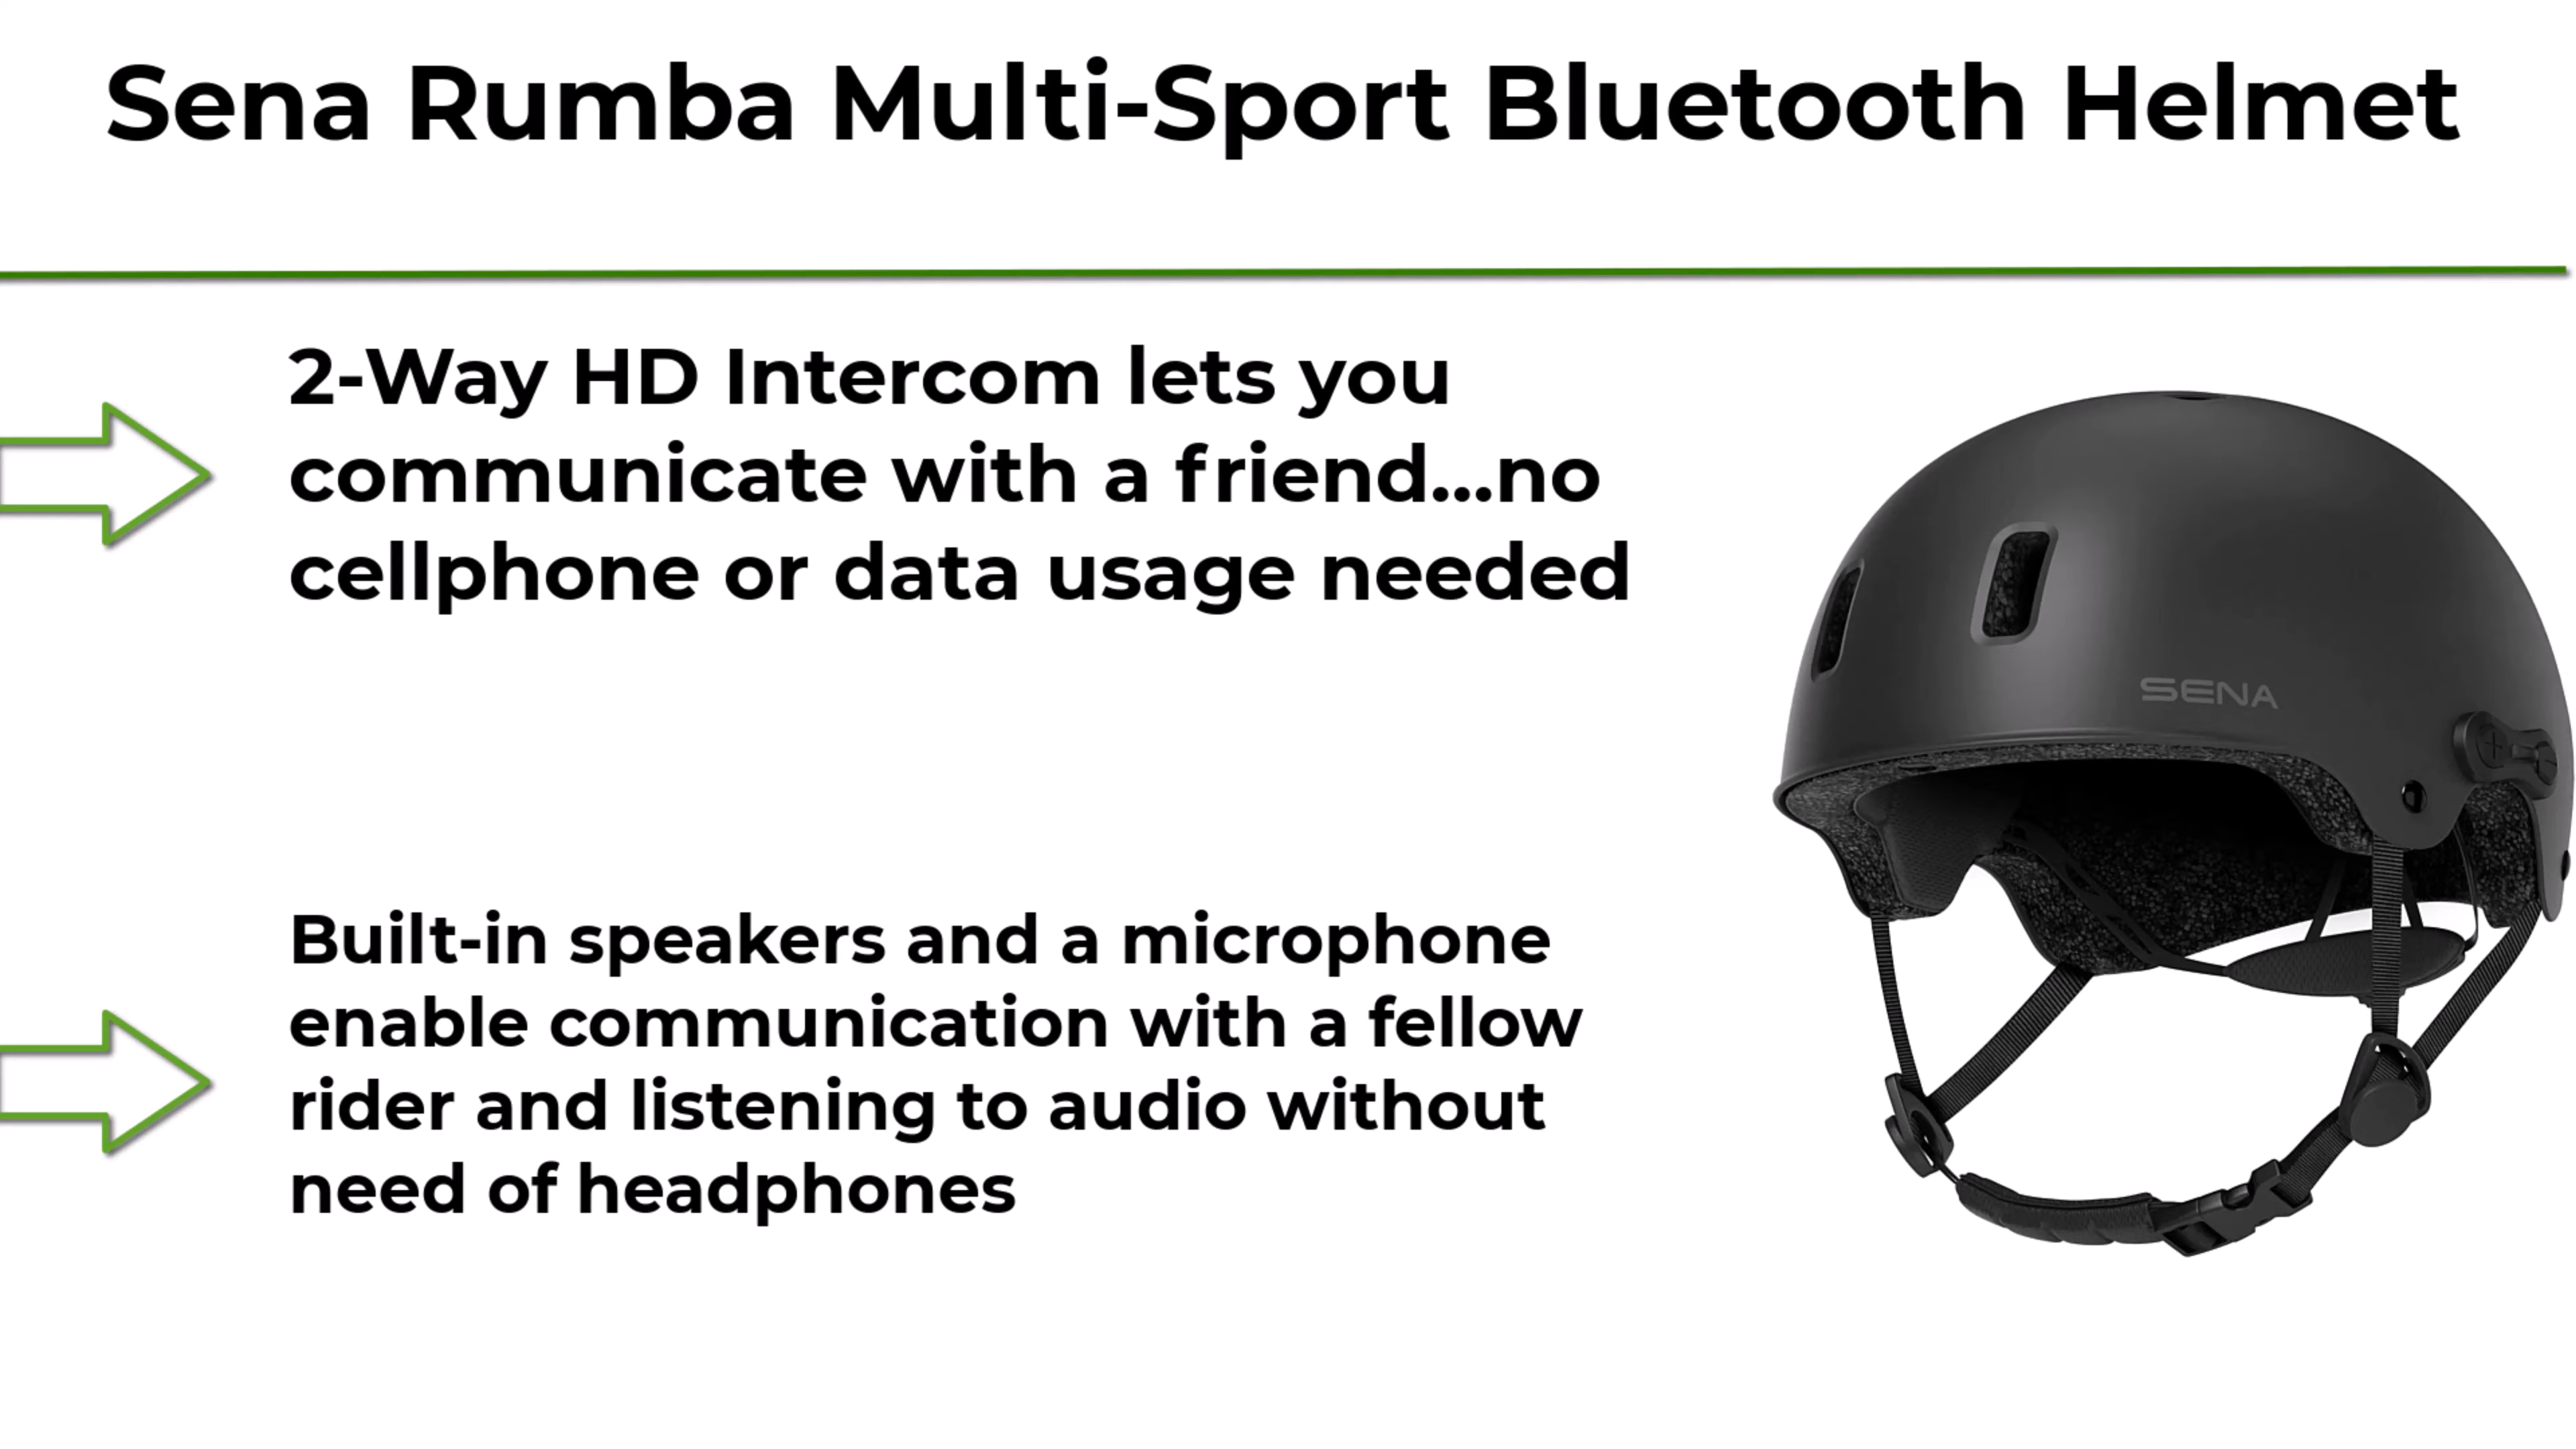 Sena Rumba Multi-Sport Bluetooth Helmet
2-Way HD Intercom lets you
communicate with a friend...no
cellphone or data usage needed
SENA
Built-in speakers and a microphone
enable communication with a fellow
rider and listening to audio without
need of headphones